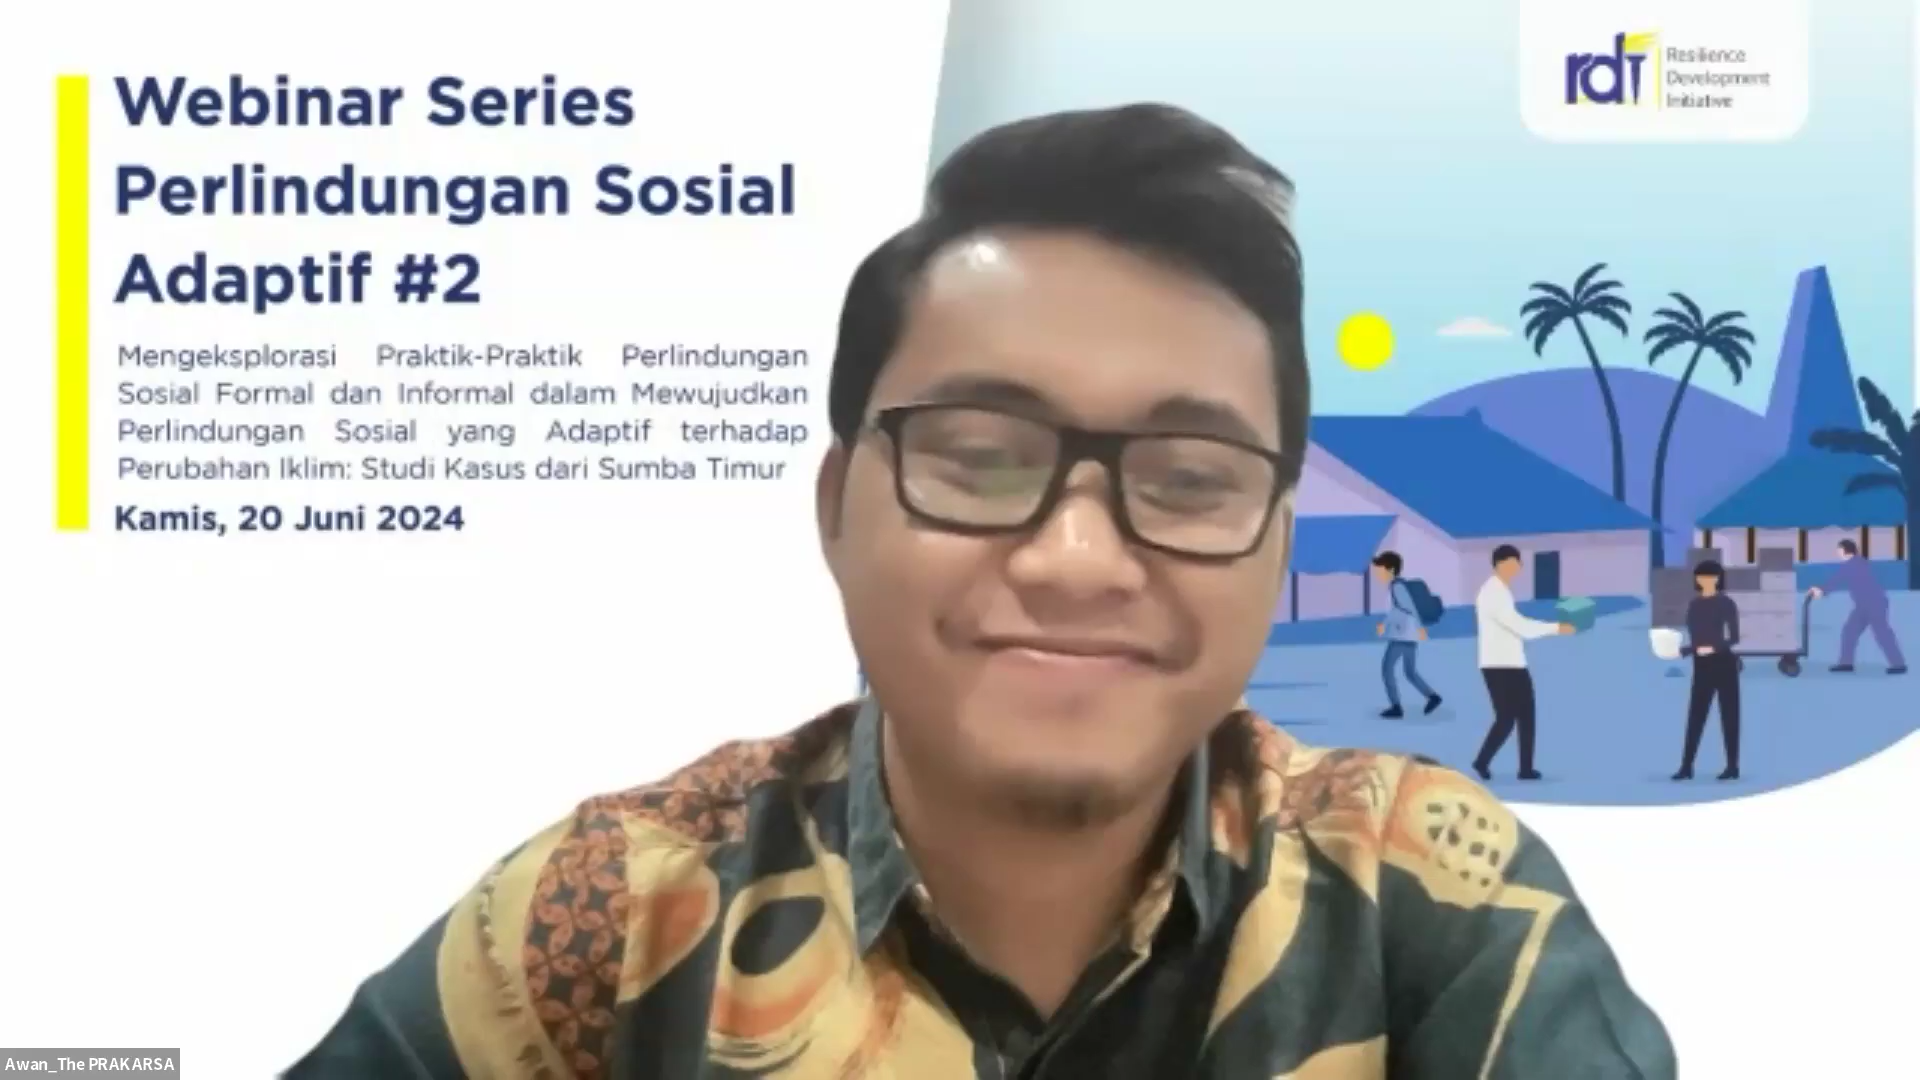 Webinar Series
Perlindungan Sosial
Adaptif #2
Mengeksplorasi Praktik-Praktik Perlindungan
Sosial Formal dan Informal dalam Mewujudkan
Perlindungan Sosial yang Adaptif terhadap
Perubahan Iklim: Studi Kasus dari Sumba Timur
Kamis, 20 Juni 2024
rdI
Resilience
Development
Initiative
Awan_The PRAKARSA